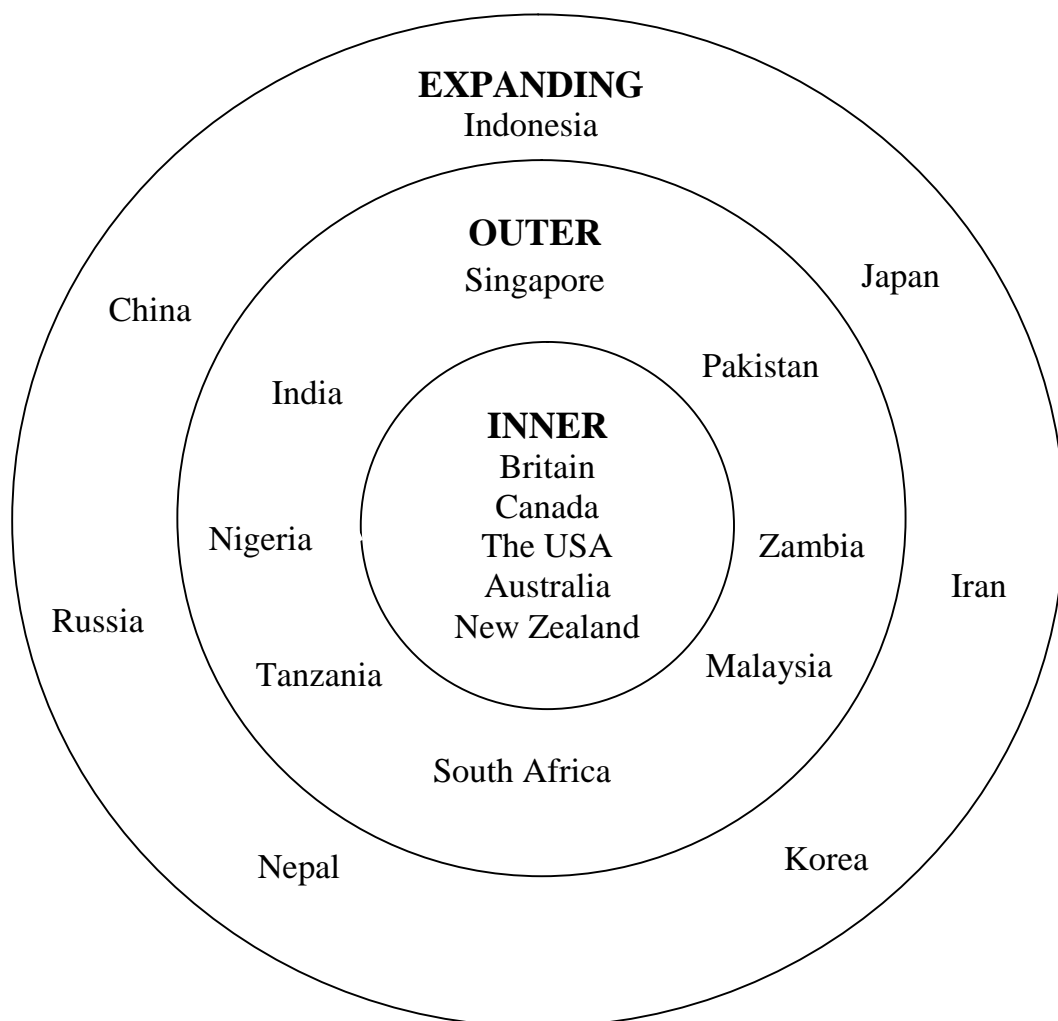 EXPANDING
Indonesia
OUTER
Singapore
Japan
China
Pakistan
India
INNER
Britain
Canada
The USA
Australia
New Zealand
Nigeria
Zambia
Iran
Russia
Tanzania
Malaysia
South Africa
Nepal
Korea